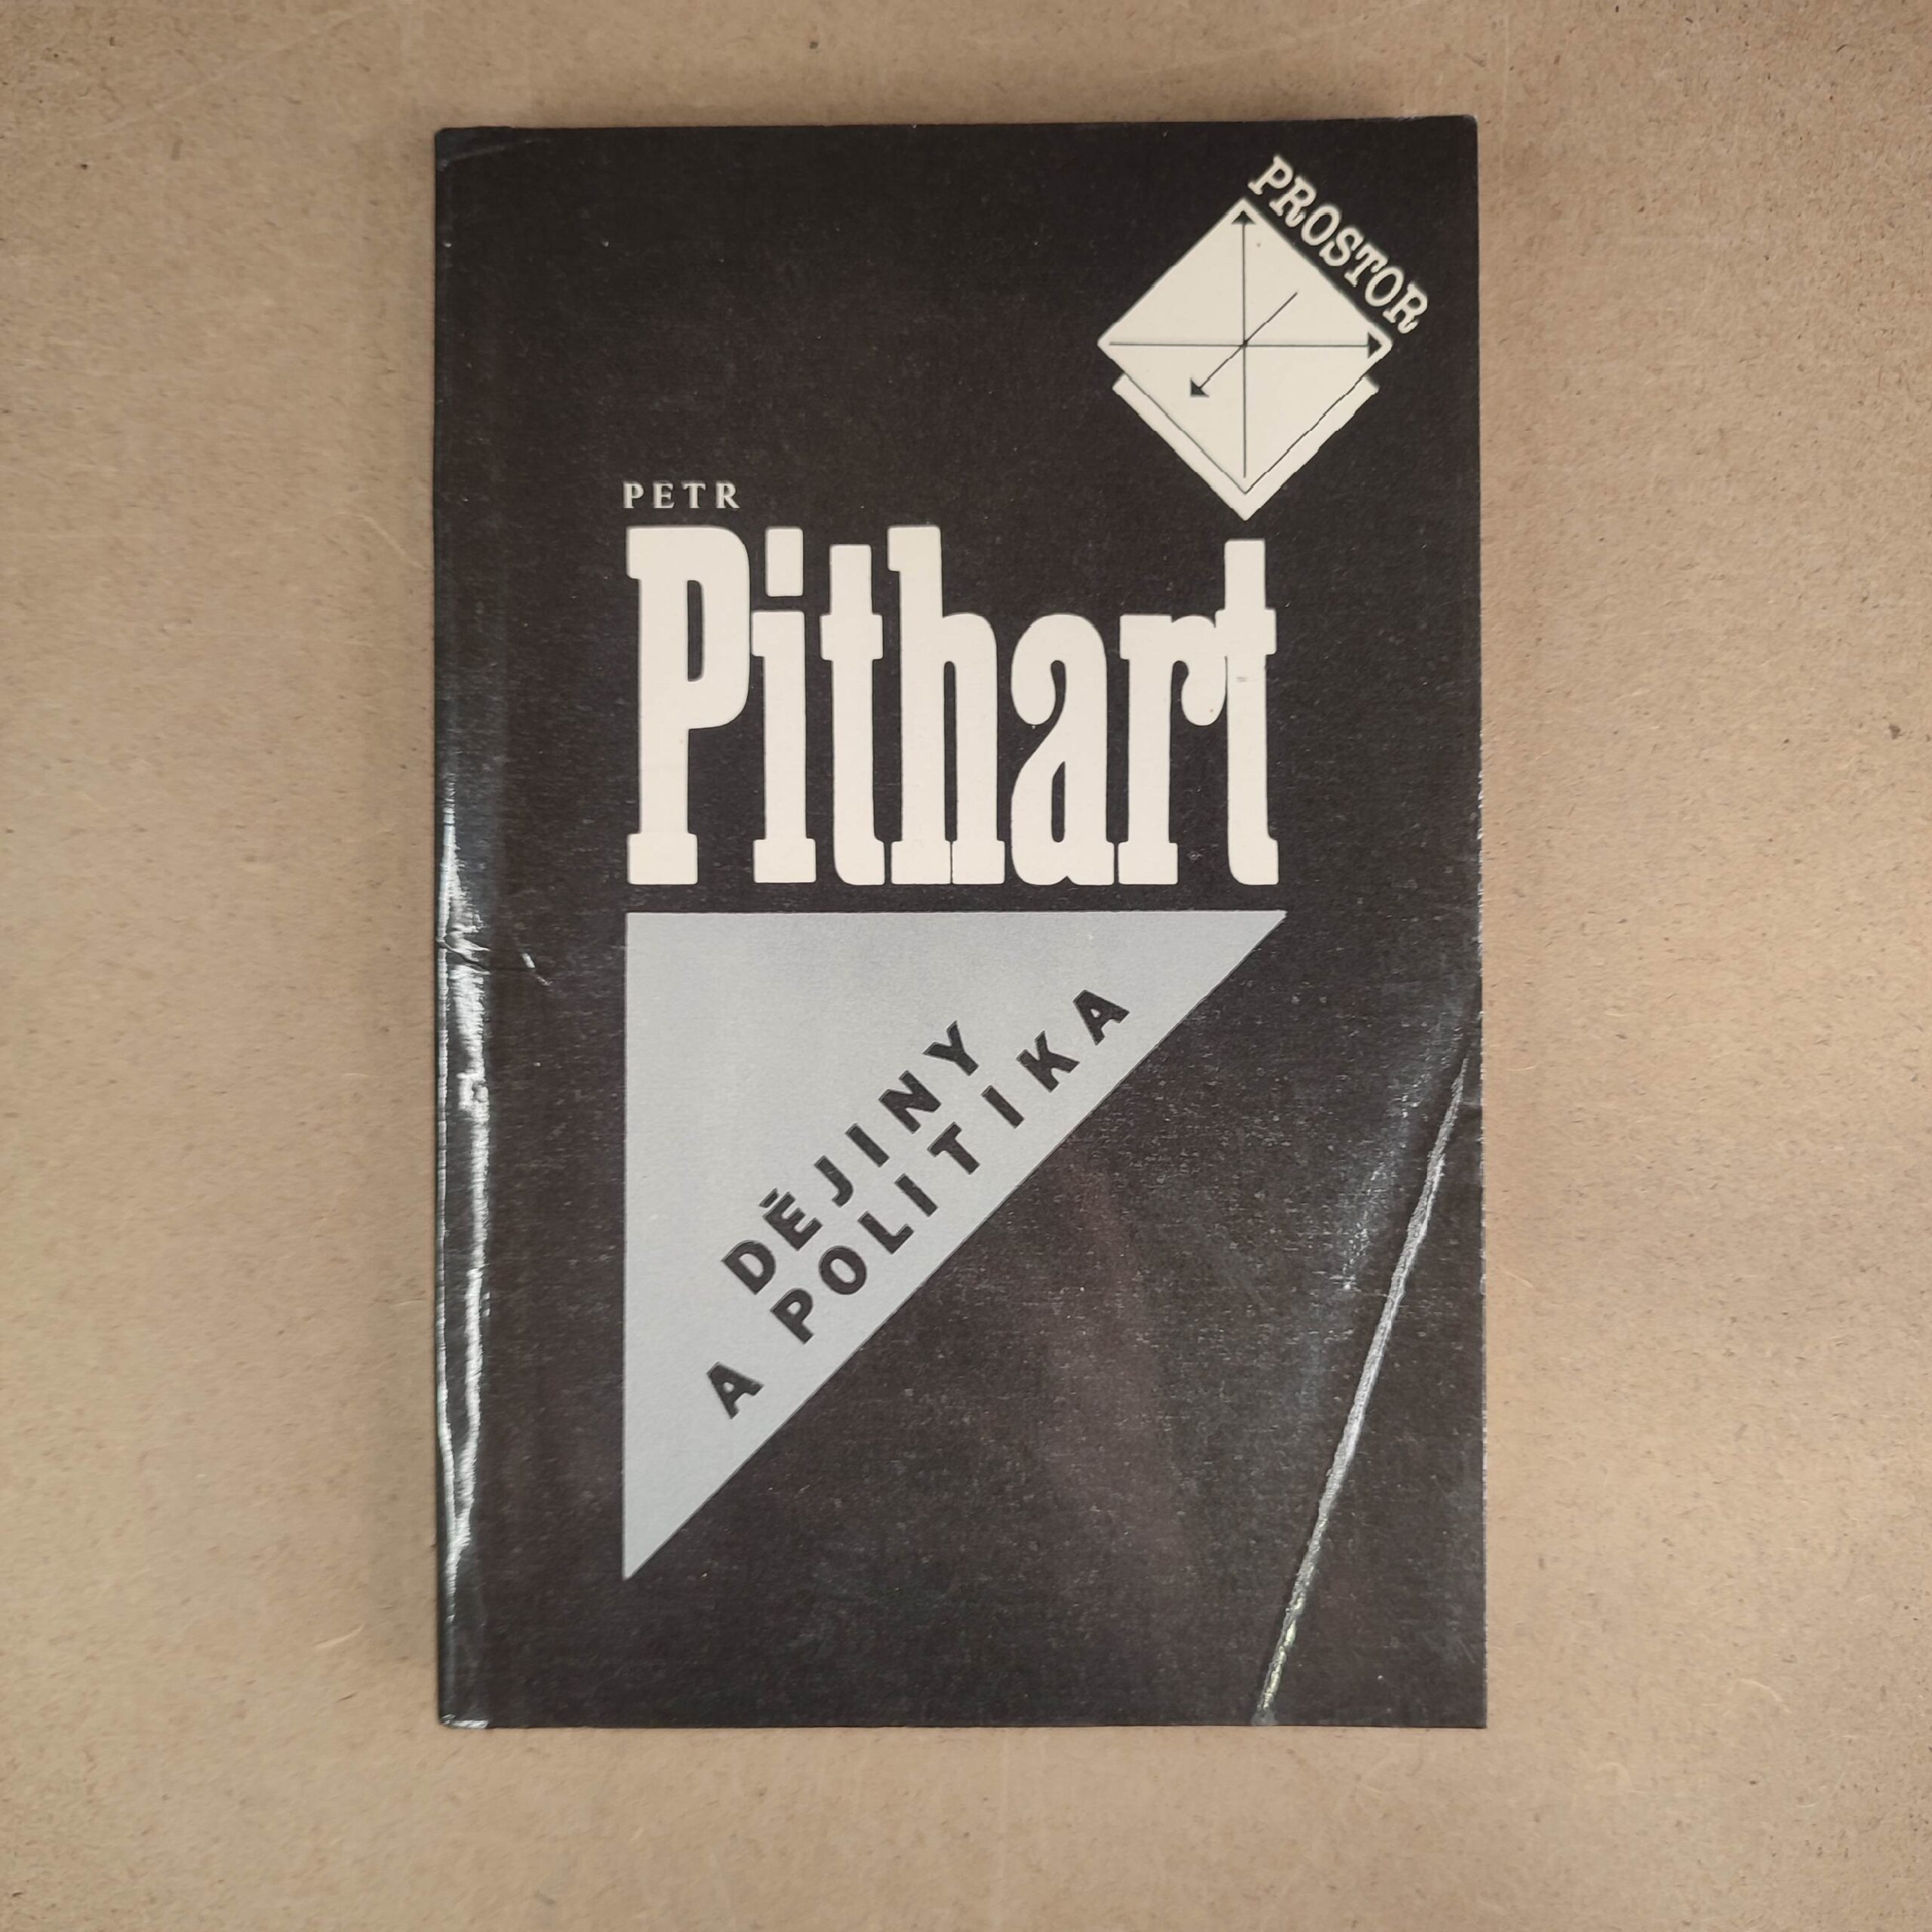 PROSTOR
PETR
Pithart
DĚJINY
A POLITIKA